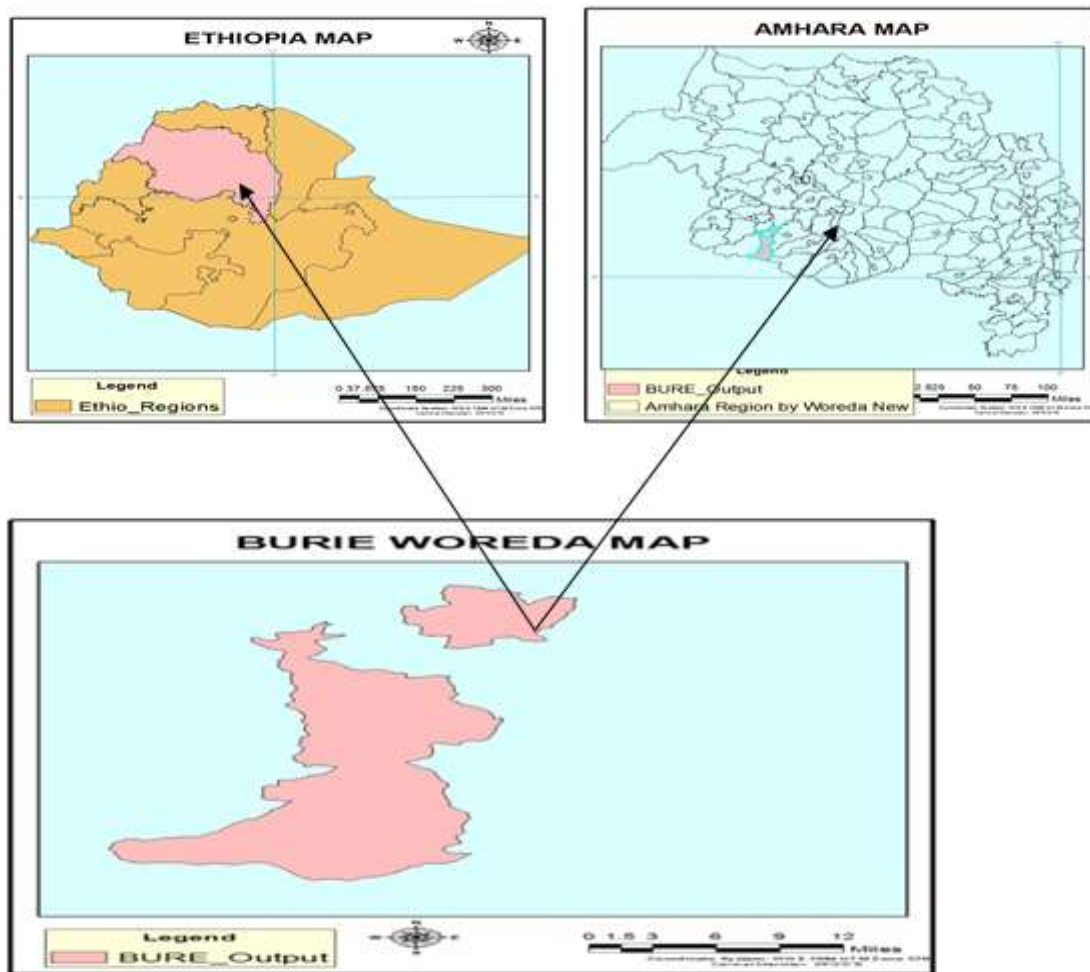 ETHIOPIA MAP
N
W E
S
Legend
Ethio_Regions
150 225 300
Miles
AMHARA MAP
Legend
BURE_Output
Amhara Region by Woreda New
50 75 100
Miles
BURIE WOREDA MAP
N
W E
S
Legend
BURE_Output
0 1.5 3 6 9 12
Miles